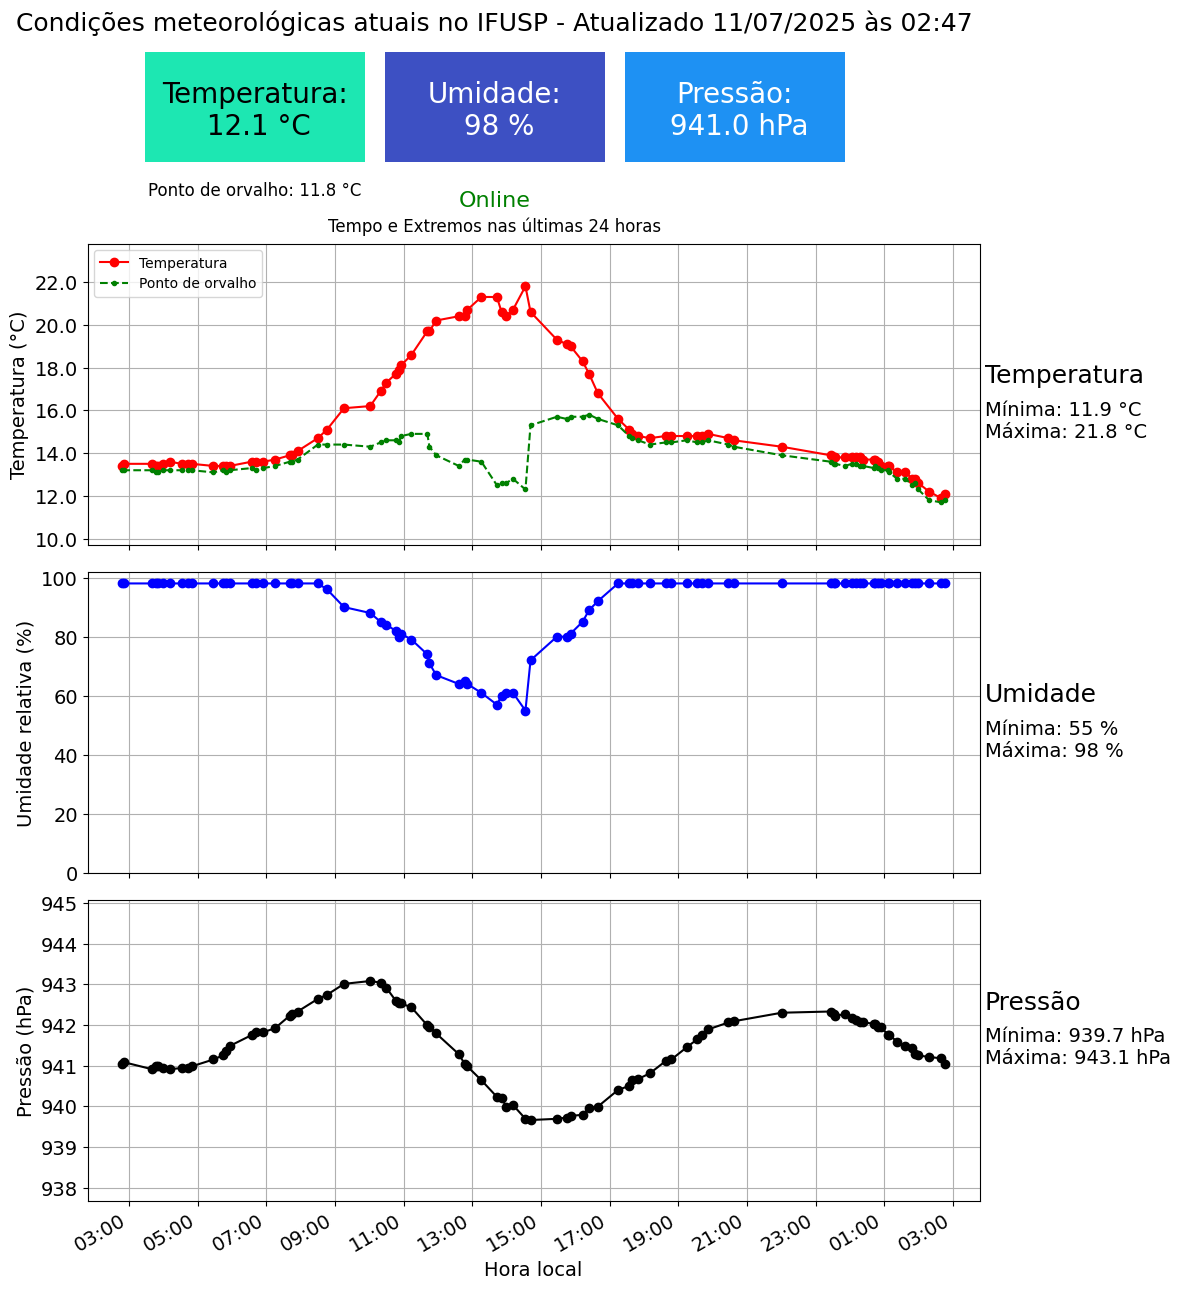 Condições meteorológicas atuais no IFUSP - Atualizado 11/07/2025 às 02:47
Temperatura:
12.1 °C
Umidade:
98 %
Pressão:
941.0 hPa
Ponto de orvalho: 11.8 °C
Online
Tempo e Extremos nas últimas 24 horas
Temperatura
Ponto de orvalho
Temperatura (°C)
22.0
20.0
18.0
16.0
14.0
12.0
10.0
Temperatura
Mínima: 11.9 °C
Máxima: 21.8 °C
Umidade relativa (%)
100
80
60
40
20
0
Umidade
Mínima: 55 %
Máxima: 98 %
Pressão (hPa)
945
944
943
942
941
940
939
938
Pressão
Mínima: 939.7 hPa
Máxima: 943.1 hPa
03:00 05:00 07:00 09:00 11:00 13:00 15:00 17:00 19:00 21:00 23:00 01:00 03:00
Hora local